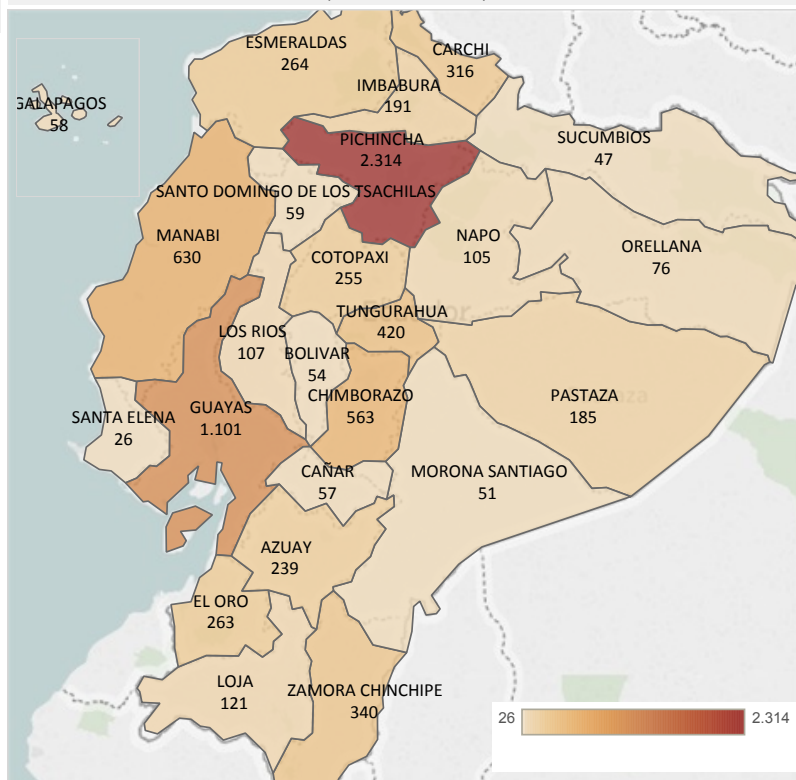 ESMERALDAS
264
CARCHI
316
IMBABURA
191
GALAPAGOS
58
PICHINCHA
2.314
SUCUMBIOS
47
SANTO DOMINGO DE LOS TSACHILAS
59
MANABI
630
COTOPAXI
255
NAPO
105
ORELLANA
76
TUNGURAHUA
420
LOS RIOS
107
BOLIVAR
54
CHIMBORAZO
563
PASTAZA
185
SANTA ELENA
26
GUAYAS
1.101
CAÑAR
57
MORONA SANTIAGO
51
AZUAY
239
EL ORO
263
LOJA
121
ZAMORA CHINCHIPE
340
26
2.314